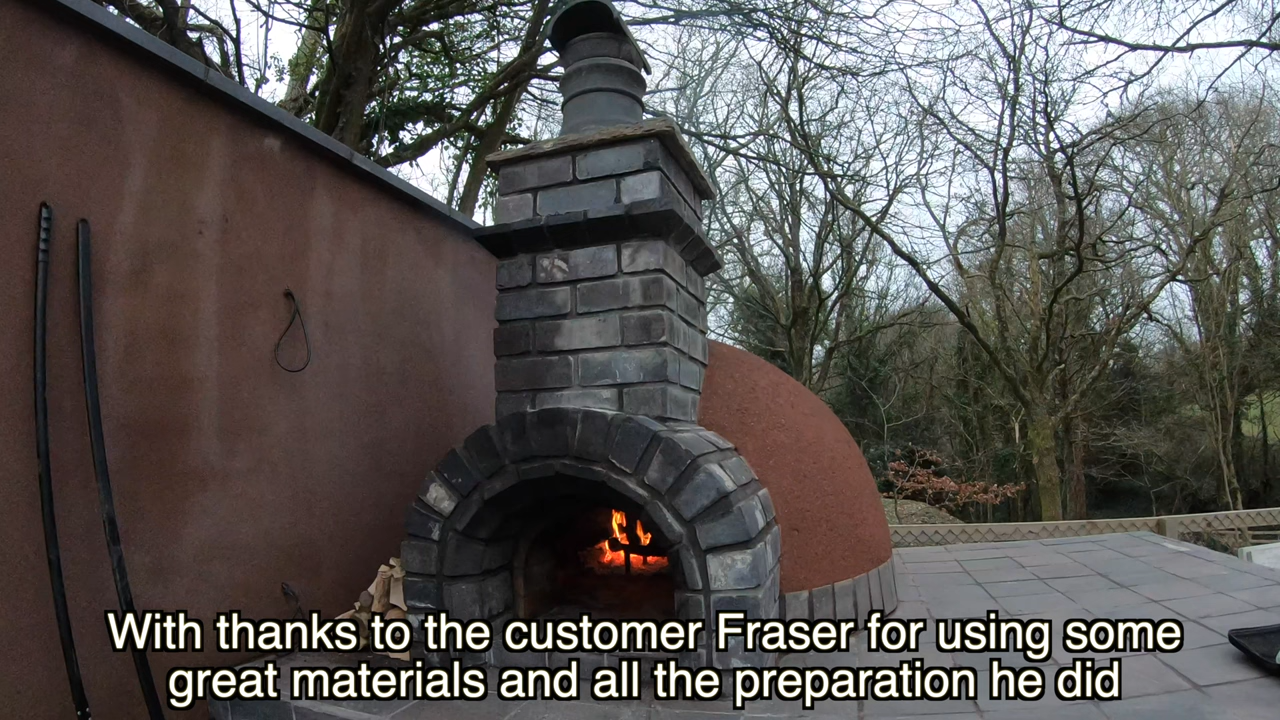 With thanks to the customer Fraser for using some
great materials and all the preparation he did